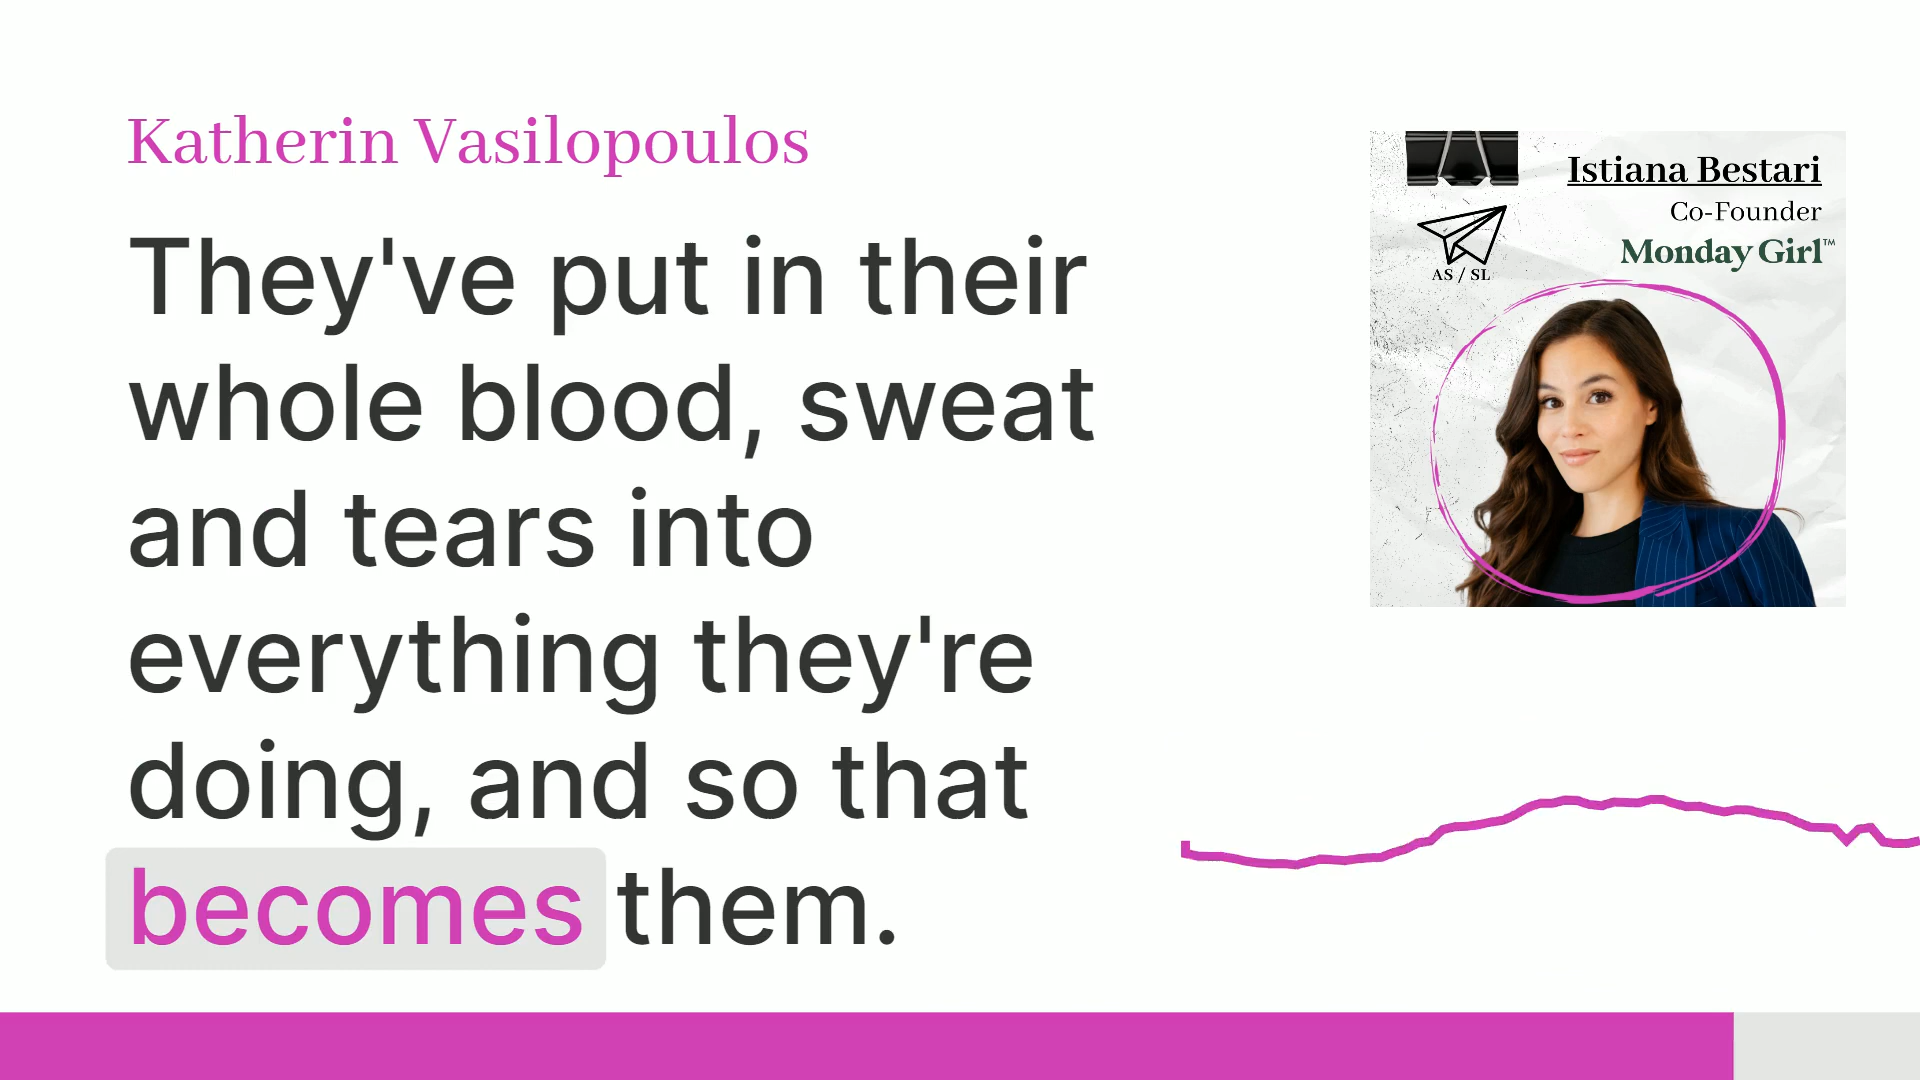 Katherin Vasilopoulos
They've put in their
whole blood, sweat
and tears into
everything they're
doing, and so that
becomes them.
Istiana Bestari
Co-Founder
Monday Girl™
AS / SL